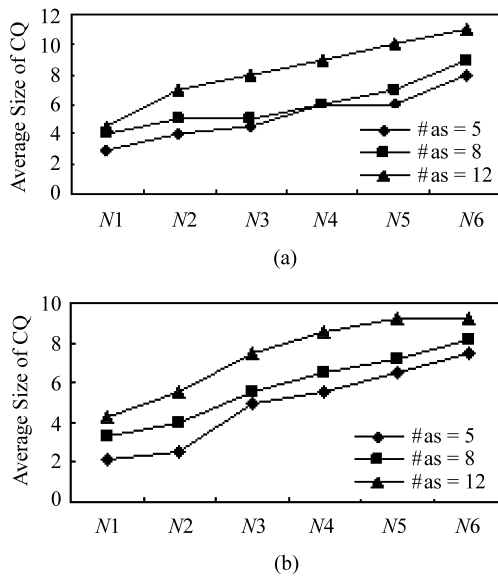 Average Size of CQ
12
10
8
6
4
2
0
#as = 5
#as = 8
#as = 12
N1 N2 N3 N4 N5 N6
(a)
Average Size of CQ
10
8
6
4
2
0
#as = 5
#as = 8
#as = 12
N1 N2 N3 N4 N5 N6
(b)